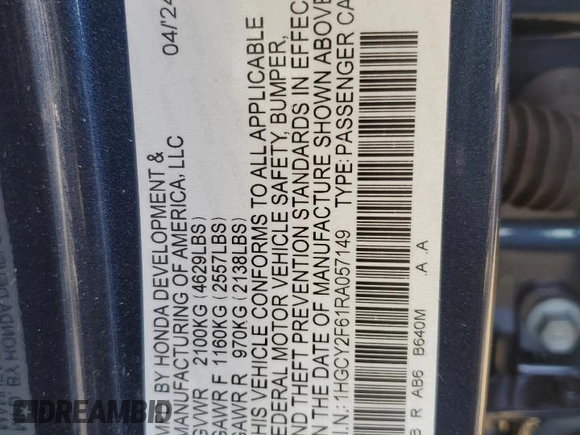 04/'24
BY HONDA DEVELOPMENT &
MANUFACTURING OF AMERICA, LLC
GVWR 2100KG (4629LBS)
GAWR F 1160KG (2557LBS)
GAWR R 970KG (2138LBS)
THIS VEHICLE CONFORMS TO ALL APPLICABLE
FEDERAL MOTOR VEHICLE SAFETY, BUMPER,
AND THEFT PREVENTION STANDARDS IN EFFEC
ON THE DATE OF MANUFACTURE SHOWN ABOVE
I.N.: 1HGCY2F61RA057149 TYPE: PASSENGER CA
B R AB6 B640M .A .A
DREAMBID